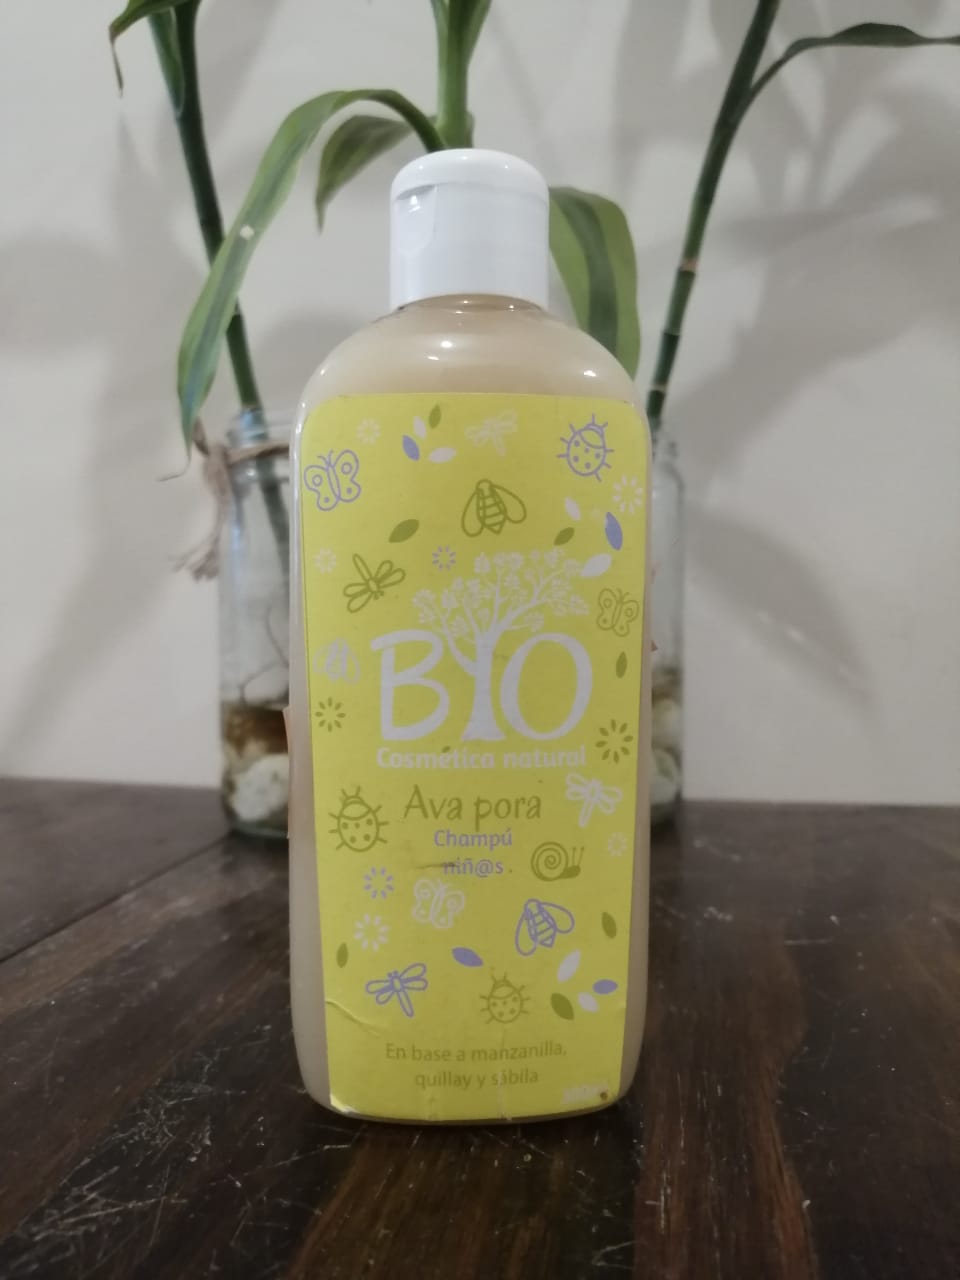 BIO
Cosmética natural
Ava pora
Champú
niñ@s
En base a manzanilla,
quillay y sábila